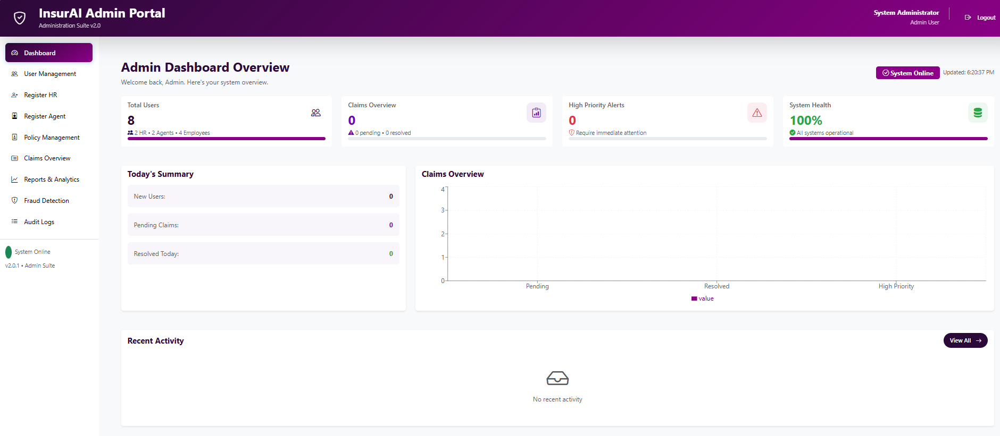 InsurAI Admin Portal
Administration Suite v2.0
System Administrator
Admin User
Logout
Dashboard
User Management
Register HR
Register Agent
Policy Management
Claims Overview
Reports & Analytics
Fraud Detection
Audit Logs
System Online
v2.0.1 • Admin Suite
Admin Dashboard Overview
Welcome back, Admin. Here's your system overview.
System Online
Updated: 6:20:37 PM
Total Users
8
2 HR • 2 Agents • 4 Employees
Claims Overview
0
0 pending • 0 resolved
High Priority Alerts
0
Require immediate attention
System Health
100%
All systems operational
Today's Summary
New Users: 0
Pending Claims: 0
Resolved Today: 0
Claims Overview
4
3
2
1
0
Pending Resolved High Priority
value
Recent Activity
View All
No recent activity